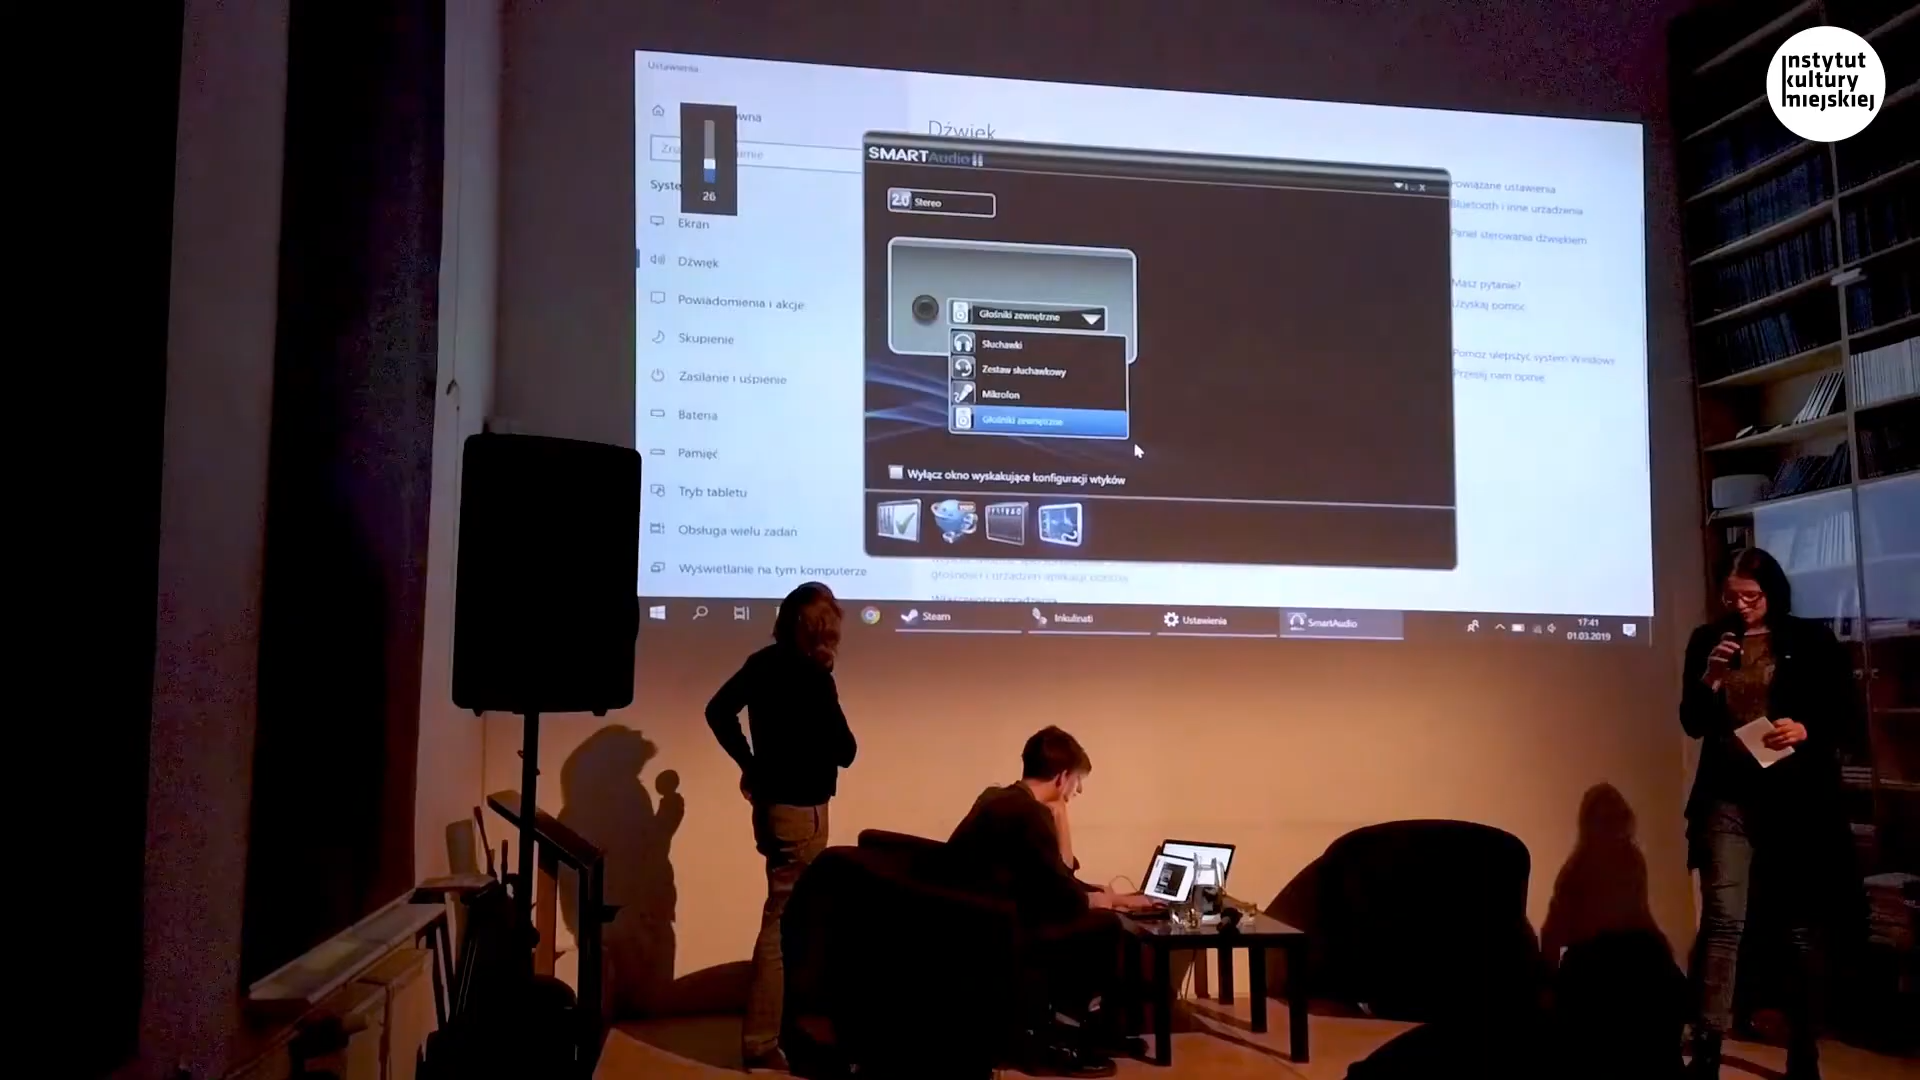 Instytut
kultury
miejskiej
Ustawienia
Dźwięk
26
Ekran
Dźwięk
Powiadomienia i akcje
Skupienie
Zasilanie i uśpienie
Bateria
Pamięć
Tryb tabletu
Obsługa wielu zadań
Wyświetlanie na tym komputerze
SMARTAudio II
2.0 Stereo
Głośniki zewnętrzne
Słuchawki
Zestaw słuchawkowy
Mikrofon
Głośniki zewnętrzne
Wyłącz okno wyskakujące konfiguracji wtyków
Powiązane ustawienia
Bluetooth i inne urządzenia
Panel sterowania dźwiękiem
Masz pytanie?
Uzyskaj pomoc
Pomóż ulepszyć system Windows
Prześlij nam opinię
Właściwości urządzenia
Steam
Inkulinati
Ustawienia
SmartAudio
17:41
01.03.2019